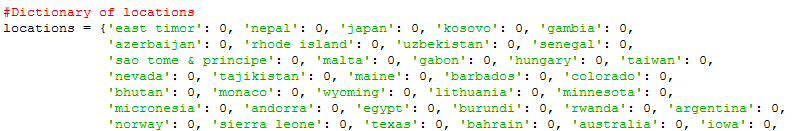 #Dictionary of locations
locations = {'east timor': 0, 'nepal': 0, 'japan': 0, 'kosovo': 0, 'gambia': 0,
'azerbaijan': 0, 'rhode island': 0, 'uzbekistan': 0, 'senegal': 0,
'sao tome & principe': 0, 'malta': 0, 'gabon': 0, 'hungary': 0, 'taiwan': 0,
'nevada': 0, 'tajikistan': 0, 'maine': 0, 'barbados': 0, 'colorado': 0,
'bhutan': 0, 'monaco': 0, 'wyoming': 0, 'lithuania': 0, 'minnesota': 0,
'micronesia': 0, 'andorra': 0, 'egypt': 0, 'burundi': 0, 'rwanda': 0, 'argentina': 0,
'norway': 0, 'sierra leone': 0, 'texas': 0, 'bahrain': 0, 'australia': 0, 'iowa': 0,